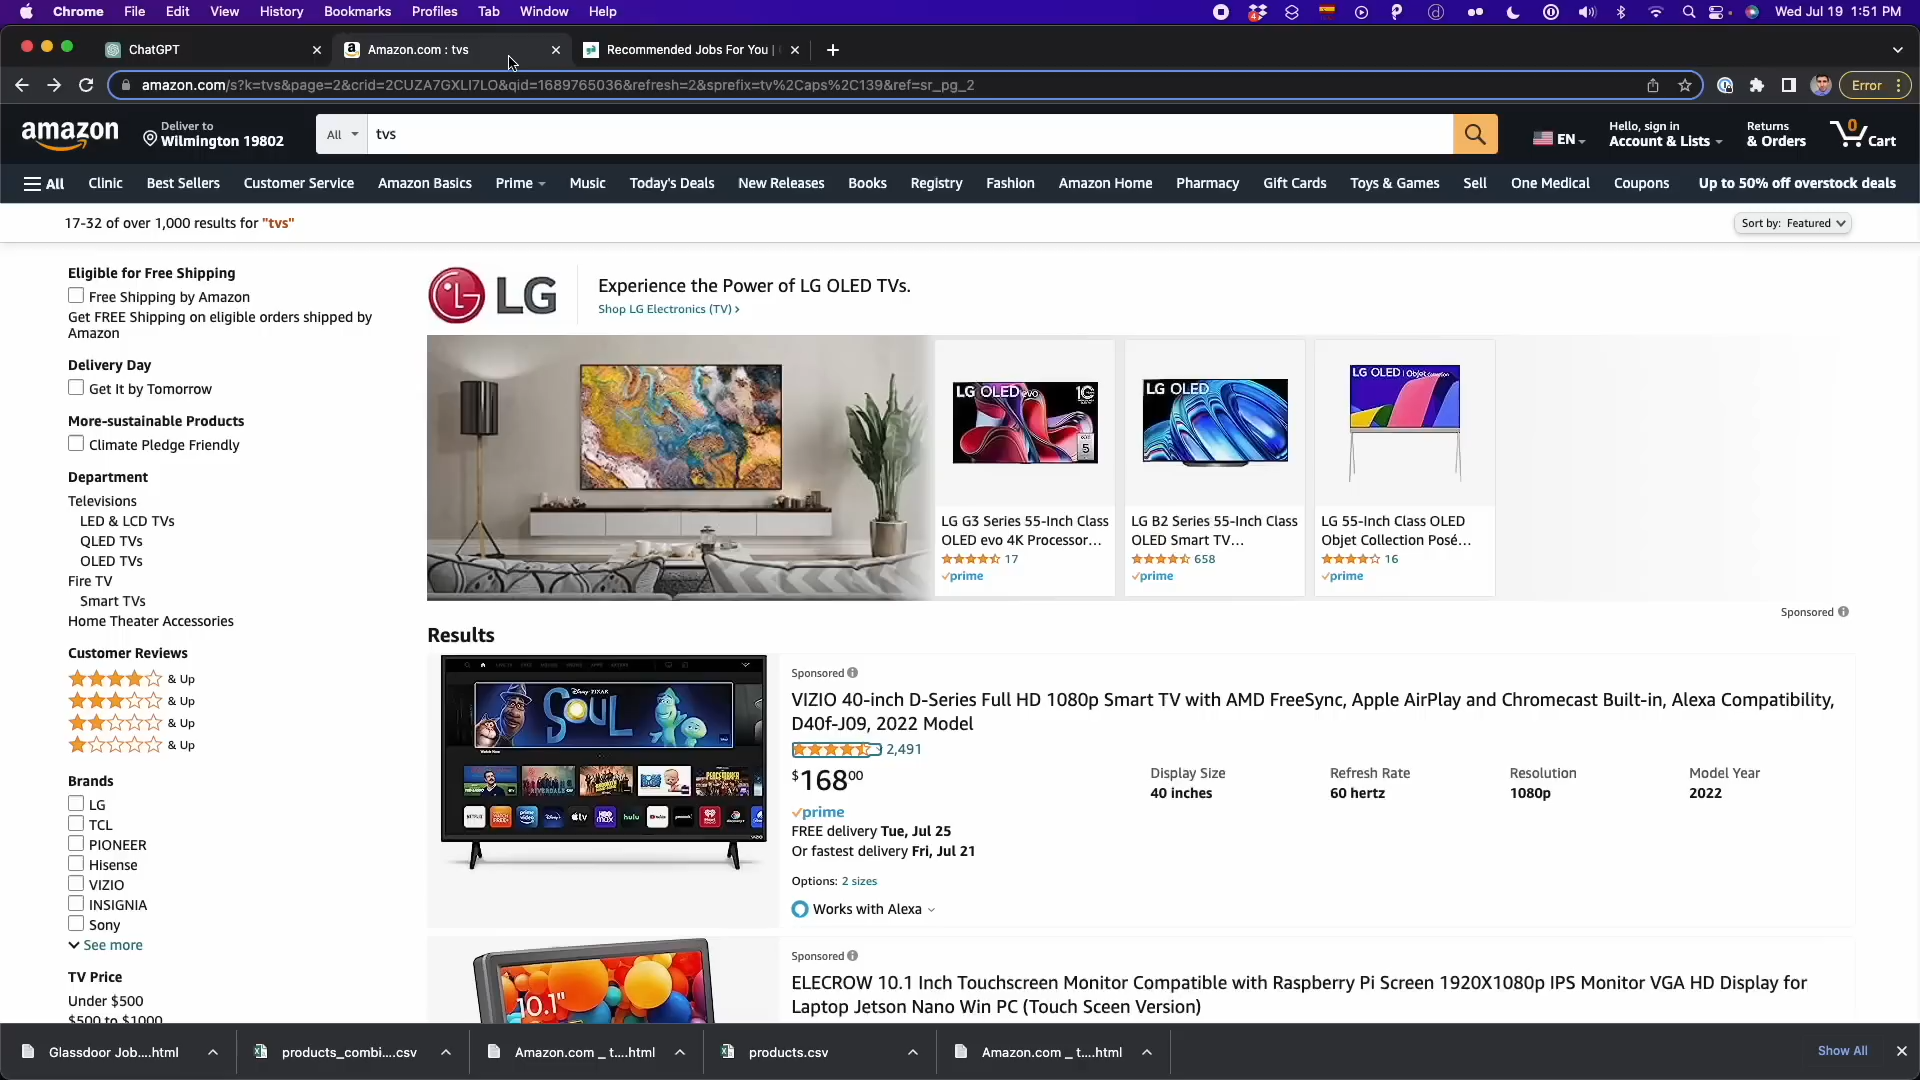 Chrome File Edit View History Bookmarks Profiles Tab Window Help Wed Jul 19 1:51 PM
ChatGPT
Amazon.com : tvs
Recommended Jobs For You |
amazon.com/s?k=tvs&page=2&crid=2CUZA7GXLI7LO&qid=1689765036&refresh=2&sprefix=tv%2Caps%2C139&ref=sr_pg_2
Error
amazon
Deliver to
Wilmington 19802
All
tvs
EN
Hello, sign in
Account & Lists
Returns
& Orders
0
Cart
All Clinic Best Sellers Customer Service Amazon Basics Prime Music Today's Deals New Releases Books Registry Fashion Amazon Home Pharmacy Gift Cards Toys & Games Sell One Medical Coupons Up to 50% off overstock deals
17-32 of over 1,000 results for "tvs"
Sort by: Featured
Eligible for Free Shipping
Free Shipping by Amazon
Get FREE Shipping on eligible orders shipped by
Amazon
Delivery Day
Get It by Tomorrow
More-sustainable Products
Climate Pledge Friendly
Department
Televisions
LED & LCD TVs
QLED TVs
OLED TVs
Fire TV
Smart TVs
Home Theater Accessories
Customer Reviews
& Up
& Up
& Up
& Up
Brands
LG
TCL
PIONEER
Hisense
VIZIO
INSIGNIA
Sony
See more
TV Price
Under $500
$500 to $1000
LG
Experience the Power of LG OLED TVs.
Shop LG Electronics (TV) ›
LG OLED evo
5
LG G3 Series 55-Inch Class
OLED evo 4K Processor...
17
prime
LG OLED
LG B2 Series 55-Inch Class
OLED Smart TV...
658
prime
LG OLED | Objet Collection
LG 55-Inch Class OLED
Objet Collection Posé...
16
prime
Sponsored
Results
Disney PIXAR
SOUL
Watch Now
hulu
Sponsored
VIZIO 40-inch D-Series Full HD 1080p Smart TV with AMD FreeSync, Apple AirPlay and Chromecast Built-in, Alexa Compatibility,
D40f-J09, 2022 Model
2,491
$168 00
prime
FREE delivery Tue, Jul 25
Or fastest delivery Fri, Jul 21
Options: 2 sizes
Works with Alexa
Display Size
40 inches
Refresh Rate
60 hertz
Resolution
1080p
Model Year
2022
10.1"
Sponsored
ELECROW 10.1 Inch Touchscreen Monitor Compatible with Raspberry Pi Screen 1920X1080p IPS Monitor VGA HD Display for
Laptop Jetson Nano Win PC (Touch Sceen Version)
Glassdoor Job....html
products_combi....csv
Amazon.com _ t....html
products.csv
Amazon.com _ t....html
Show All